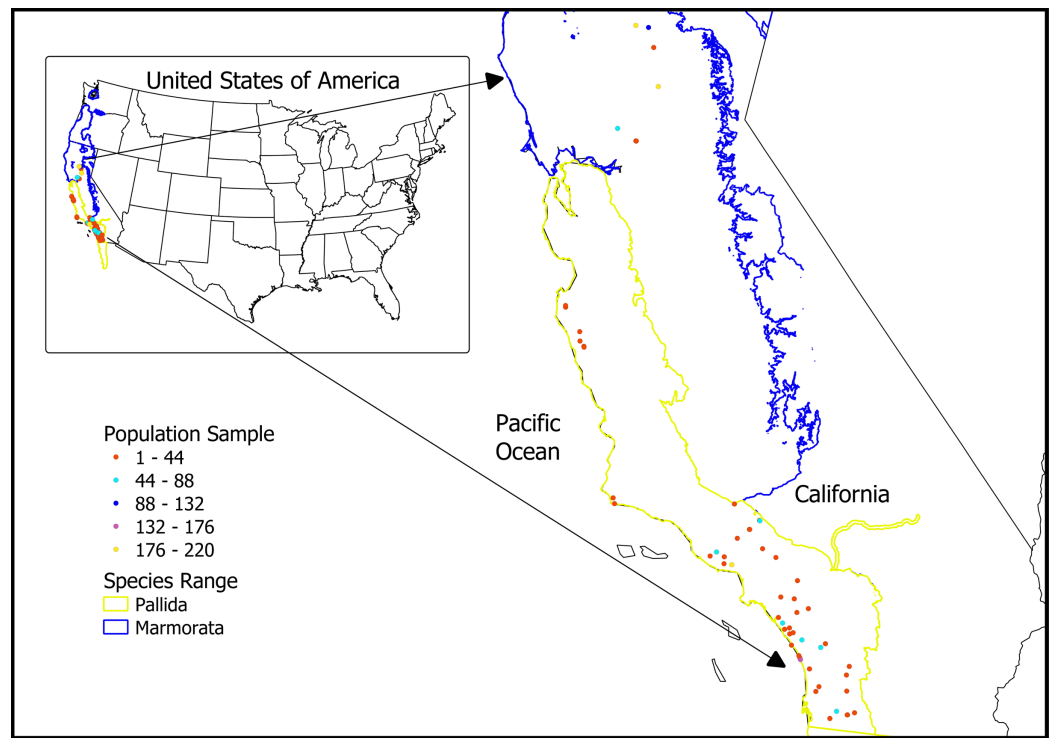 United States of America
Pacific
Ocean
California
Population Sample
1 - 44
44 - 88
88 - 132
132 - 176
176 - 220
Species Range
Pallida
Marmorata